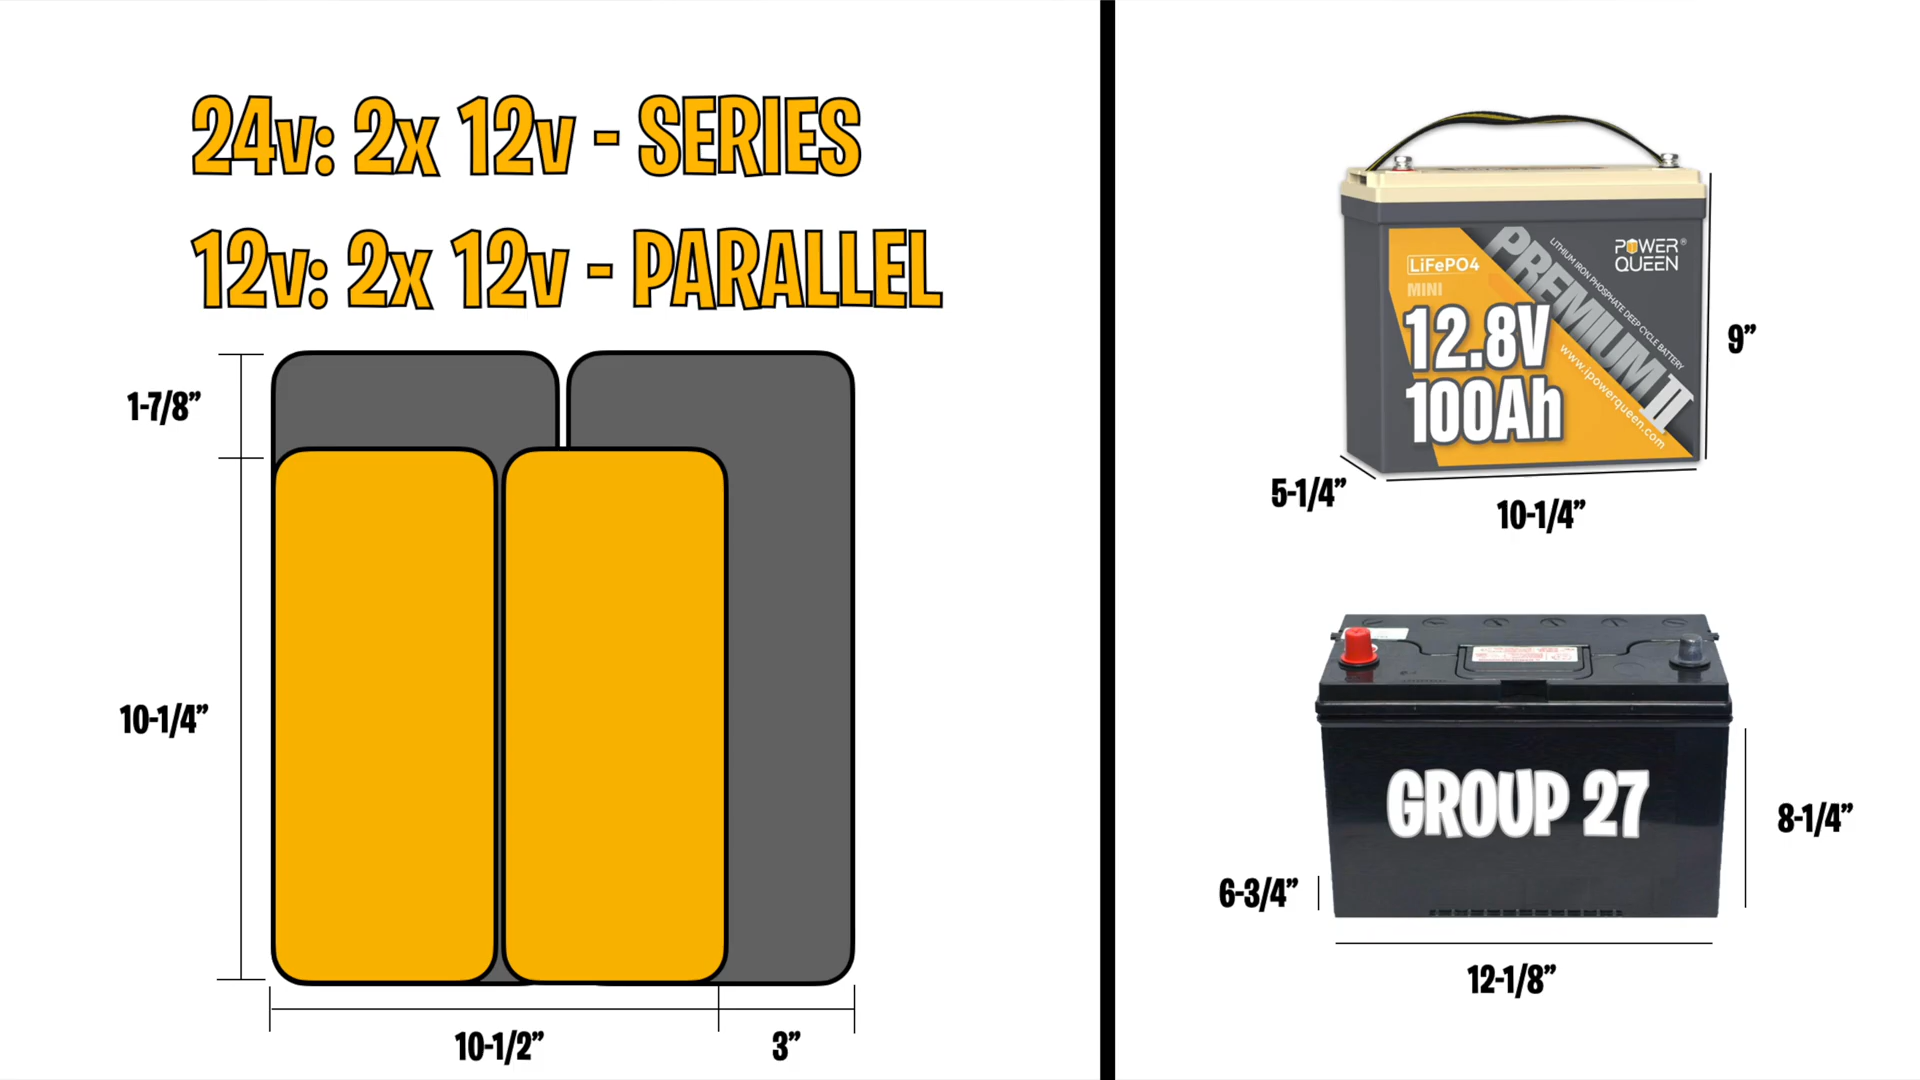 24v: 2x 12v - SERIES
12v: 2x 12v - PARALLEL
1-7/8”
10-1/4”
10-1/2”
3”
POWER QUEEN®
LiFePO4
MINI
12.8V
100Ah
PREMIUM II
LITHIUM IRON PHOSPHATE DEEP CYCLE BATTERY
www.ipowerqueen.com
9”
5-1/4”
10-1/4”
GROUP 27
8-1/4”
6-3/4”
12-1/8”